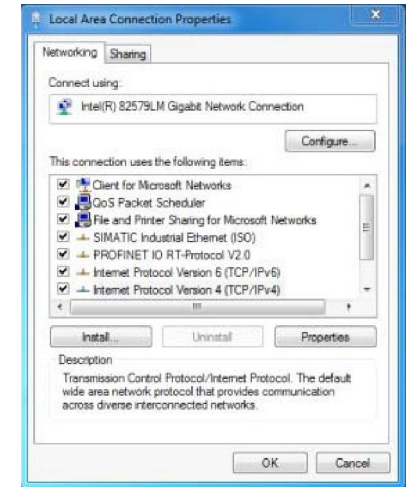 Local Area Connection Properties
Networking
Sharing
Connect using:
Intel(R) 82579LM Gigabit Network Connection
Configure...
This connection uses the following items:
Client for Microsoft Networks
QoS Packet Scheduler
File and Printer Sharing for Microsoft Networks
SIMATIC Industrial Ethernet (ISO)
PROFINET IO RT-Protocol V2.0
Internet Protocol Version 6 (TCP/IPv6)
Internet Protocol Version 4 (TCP/IPv4)
Install...
Uninstall
Properties
Description
Transmission Control Protocol/Internet Protocol. The default
wide area network protocol that provides communication
across diverse interconnected networks.
OK
Cancel